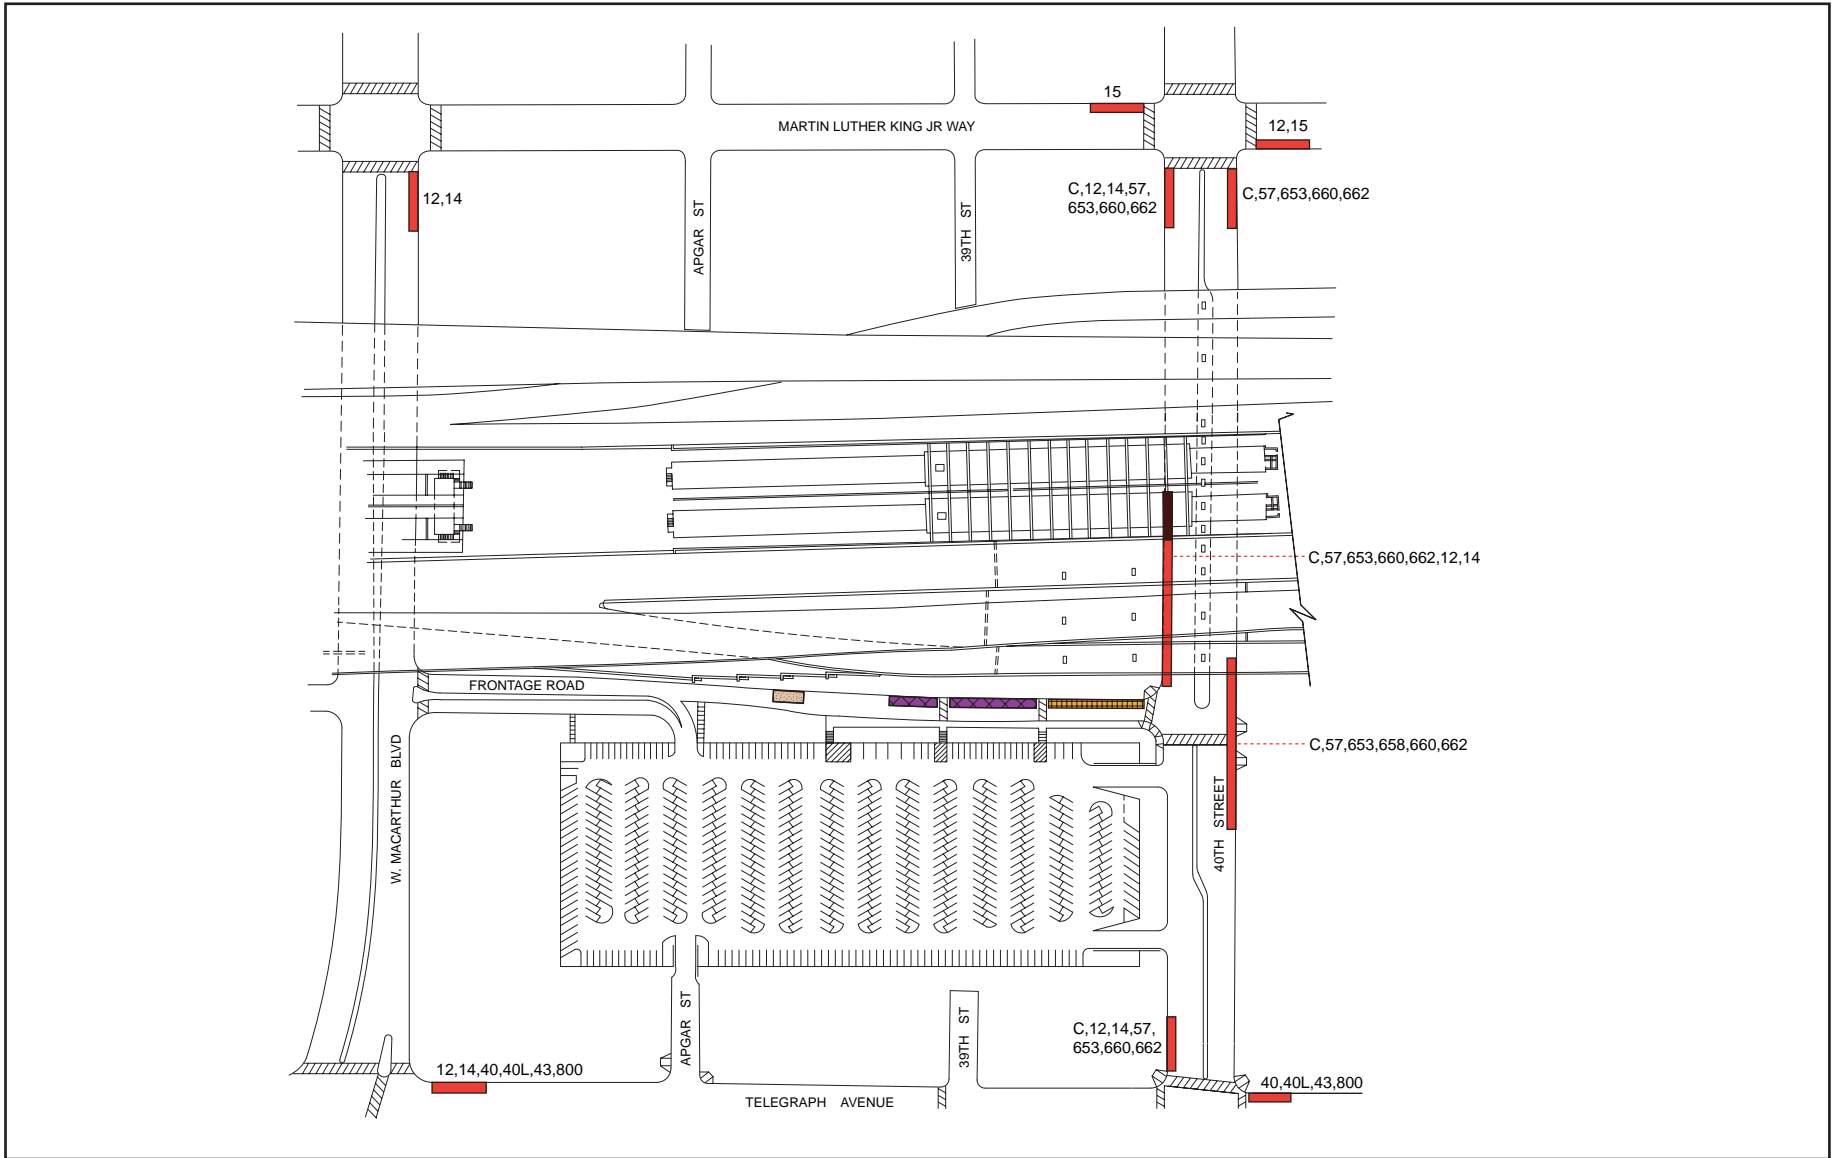 15
MARTIN LUTHER KING JR WAY
12,15
12,14
C,12,14,57,
653,660,662
C,57,653,660,662
APGAR ST
39TH ST
C,57,653,660,662,12,14
FRONTAGE ROAD
C,57,653,658,660,662
W. MACARTHUR BLVD
40TH STREET
APGAR ST
39TH ST
C,12,14,57,
653,660,662
12,14,40,40L,43,800
40,40L,43,800
TELEGRAPH AVENUE